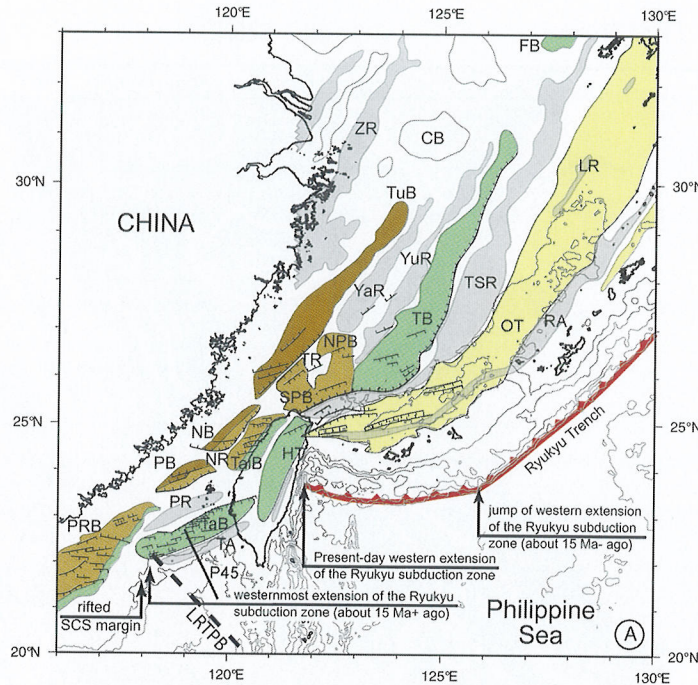 120°E
125°E
130°E
FB
ZR
CB
30°N
30°N
LR
TuB
CHINA
YuR
YaR
TSR
TB
OT
RA
NPB
TR
SPB
25°N
25°N
NB
NR
TaiB
HT
Ryukyu Trench
PB
PR
jump of western extension
of the Ryukyu subduction
zone (about 15 Ma- ago)
PRB
TaB
TA
Present-day western extension
of the Ryukyu subduction zone
P45
westernmost extension of the Ryukyu
subduction zone (about 15 Ma+ ago)
rifted
SCS margin
LRTPB
Philippine
Sea
A
20°N
20°N
120°E
125°E
130°E